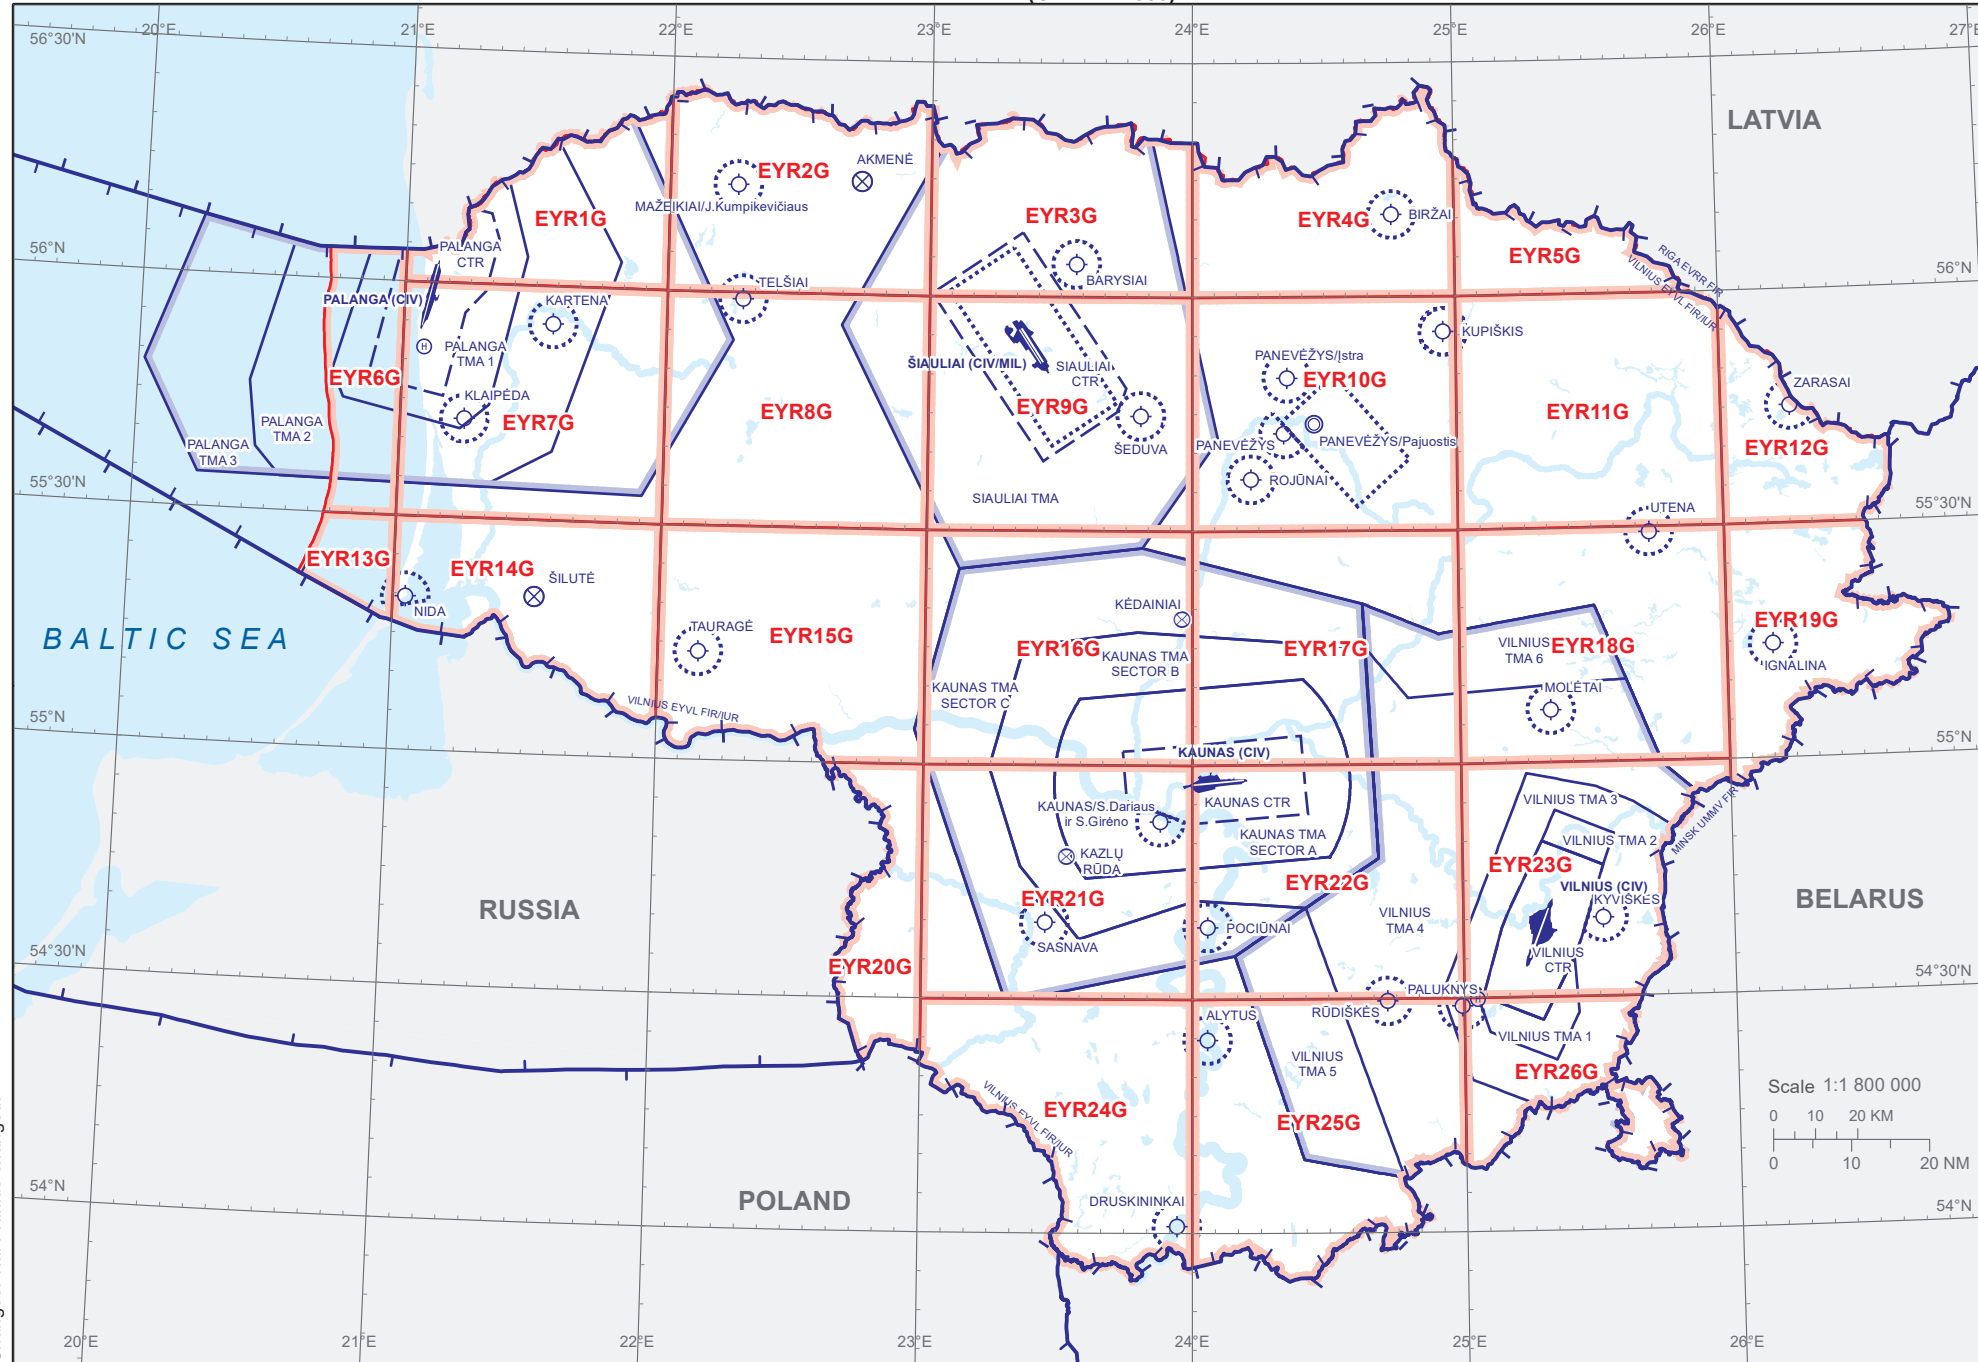 20°E
21°E
22°E
23°E
24°E
25°E
26°E
27°E
56°30'N
LATVIA
AKMENĖ
EYR2G
MAŽEIKIAI/J.Kumpikevičiaus
EYR1G
EYR3G
EYR4G
BIRŽAI
PALANGA
CTR
EYR5G
RIGA EVRR FIR
VILNIUS EYVL FIR/IUR
56°N
56°N
BARYSIAI
TELŠIAI
PALANGA (CIV)
KARTENA
KUPIŠKIS
PALANGA
TMA 1
ŠIAULIAI (CIV/MIL)
SIAULIAI
CTR
PANEVĖŽYS/Įstra
EYR10G
EYR6G
ZARASAI
KLAIPĖDA
EYR7G
EYR8G
EYR9G
EYR11G
EYR12G
PALANGA
TMA 2
PALANGA
TMA 3
ŠEDUVA
PANEVĖŽYS
PANEVĖŽYS/Pajuostis
ROJŪNAI
SIAULIAI TMA
55°30'N
55°30'N
UTENA
EYR13G
EYR14G
ŠILUTĖ
NIDA
KĖDAINIAI
BALTIC SEA
TAURAGĖ
EYR15G
EYR16G
KAUNAS TMA
SECTOR B
EYR17G
VILNIUS
TMA 6
EYR18G
EYR19G
IGNALINA
KAUNAS TMA
SECTOR C
MOLĖTAI
VILNIUS EYVL FIR/IUR
55°N
55°N
KAUNAS (CIV)
KAUNAS/S.Dariaus
ir S.Girėno
KAUNAS CTR
VILNIUS TMA 3
MINSK UMMV FIR
KAUNAS TMA
SECTOR A
VILNIUS TMA 2
KAZLŲ
RŪDA
EYR23G
EYR22G
VILNIUS (CIV)
KYVIŠKĖS
RUSSIA
EYR21G
BELARUS
VILNIUS
TMA 4
POCIŪNAI
SASNAVA
VILNIUS
CTR
EYR20G
54°30'N
54°30'N
PALUKNYS
H
RŪDIŠKĖS
ALYTUS
VILNIUS TMA 1
VILNIUS
TMA 5
EYR26G
VILNIUS EYVL FIR/IUR
EYR24G
EYR25G
Scale 1:1 800 000
0 10 20 KM
0 10 20 NM
54°N
54°N
POLAND
DRUSKININKAI
20°E
21°E
22°E
23°E
24°E
25°E
26°E